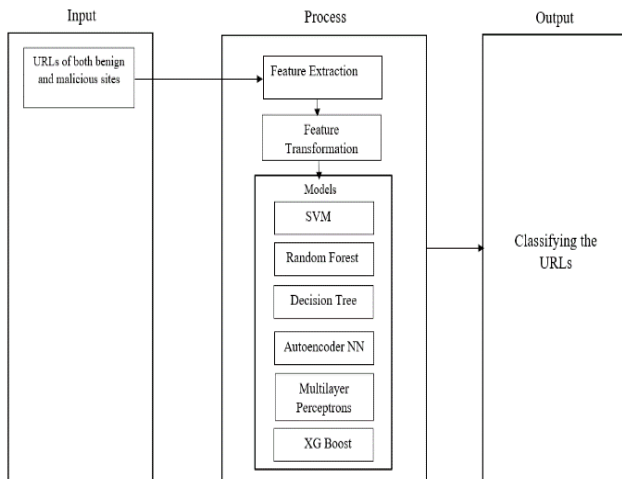 Input
Process
Output
URLs of both benign
and malicious sites
Feature Extraction
Feature
Transformation
Models
SVM
Random Forest
Decision Tree
Autoencoder NN
Multilayer
Perceptrons
XG Boost
Classifying the
URLs